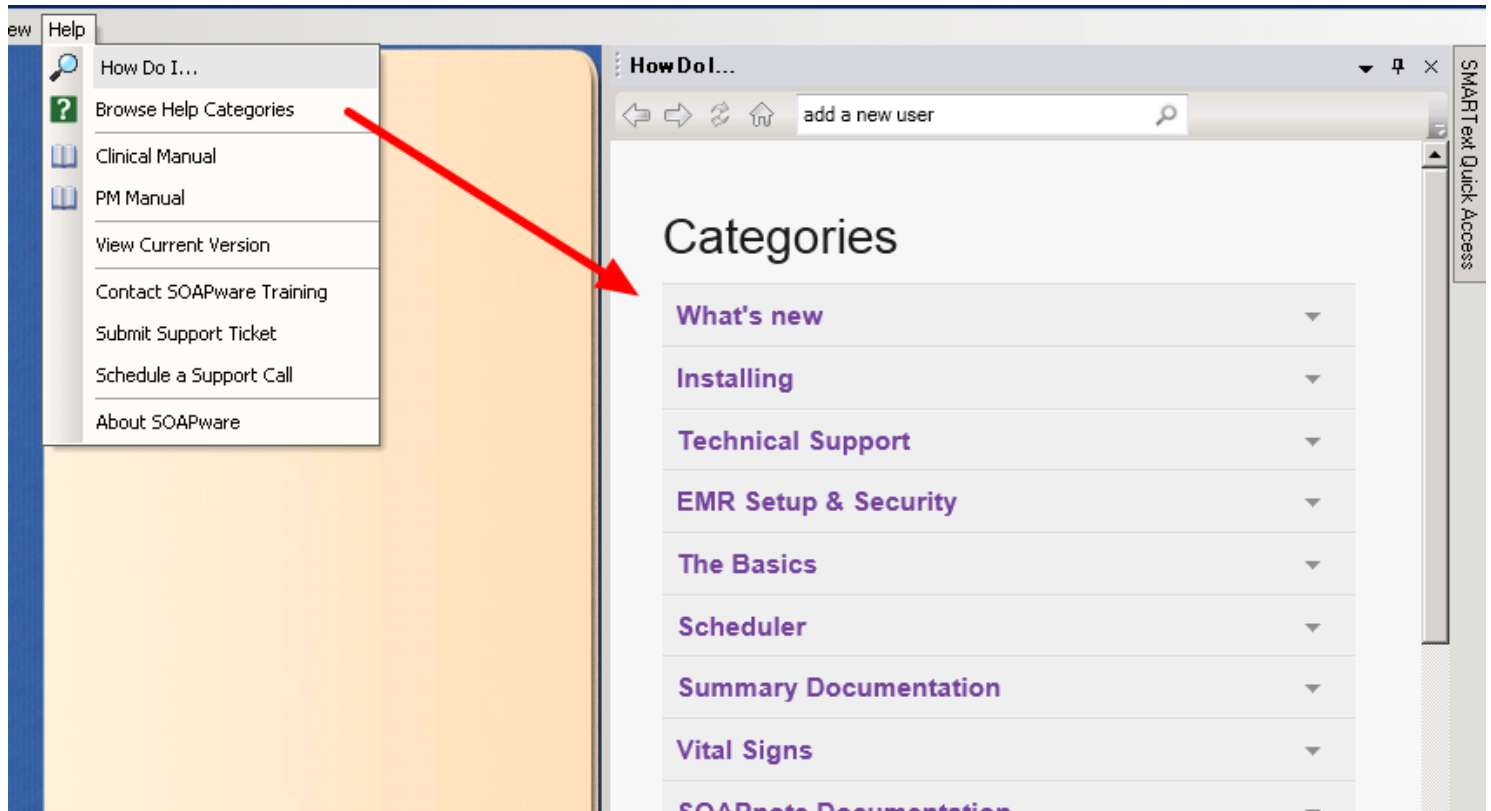 ew Help
How Do I...
Browse Help Categories
Clinical Manual
PM Manual
View Current Version
Contact SOAPware Training
Submit Support Ticket
Schedule a Support Call
About SOAPware
How Do I...
add a new user
Categories
What's new
Installing
Technical Support
EMR Setup & Security
The Basics
Scheduler
Summary Documentation
Vital Signs
SOAPnote Documentation
SMARText Quick Access